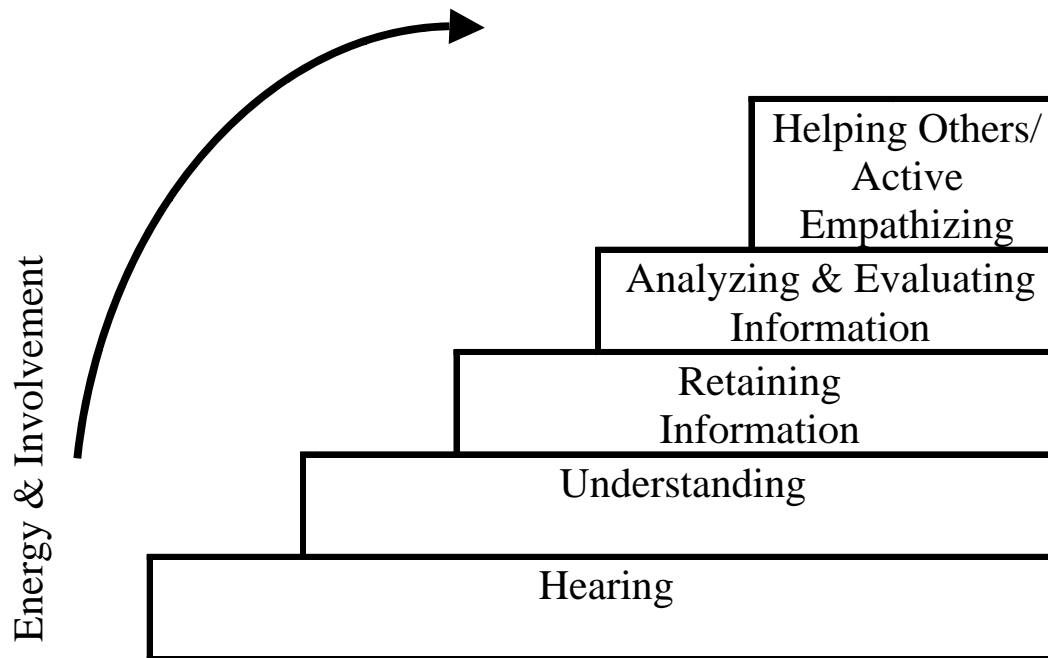 Helping Others/
Active
Empathizing
Analyzing & Evaluating
Information
Retaining
Information
Understanding
Hearing
Energy & Involvement